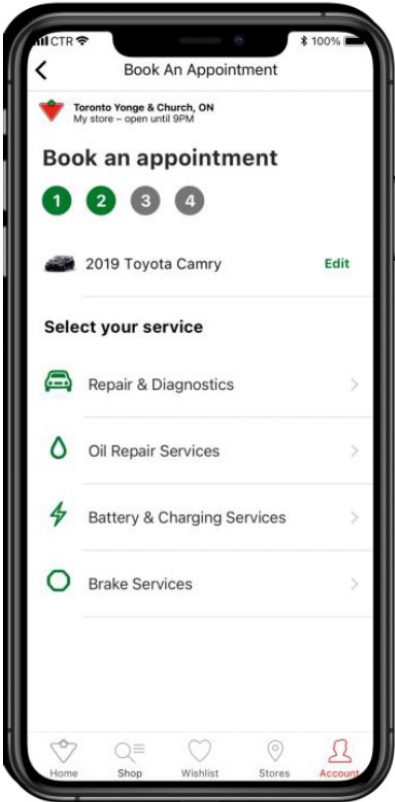 CTR 100%
Book An Appointment
Toronto Yonge & Church, ON
My store – open until 9PM
Book an appointment
1 2 3 4
2019 Toyota Camry Edit
Select your service
Repair & Diagnostics
Oil Repair Services
Battery & Charging Services
Brake Services
Home Shop Wishlist Stores Account